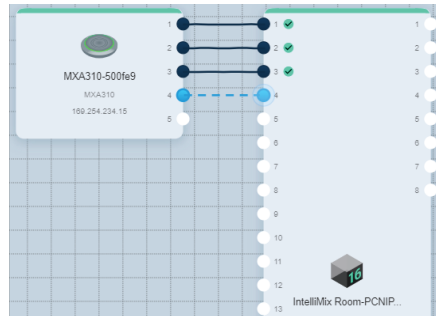 1 1 1
2 2 2
3 3 3
MXA310-500fe9
MXA310 4 4 4
169.254.234.15
5 5 5
6 6
7 7
8 8
9
10
11
16
12
IntelliMix Room-PCNIP...
13